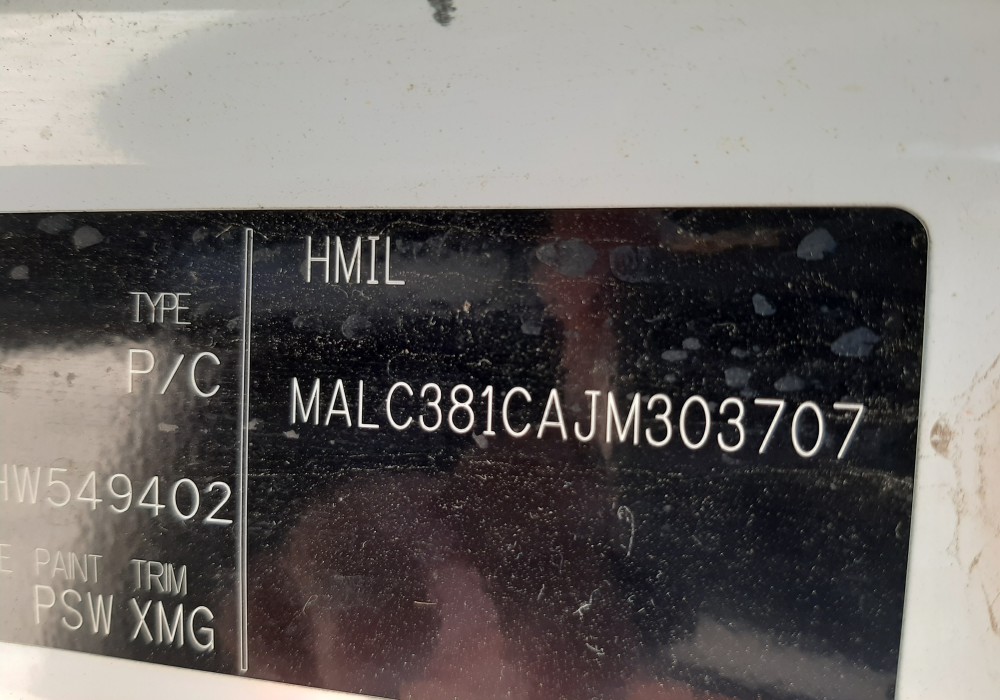 HMIL
TYPE
P/C
MALC381CAJM303707
HW549402
E PAINT TRIM
PSW XMG